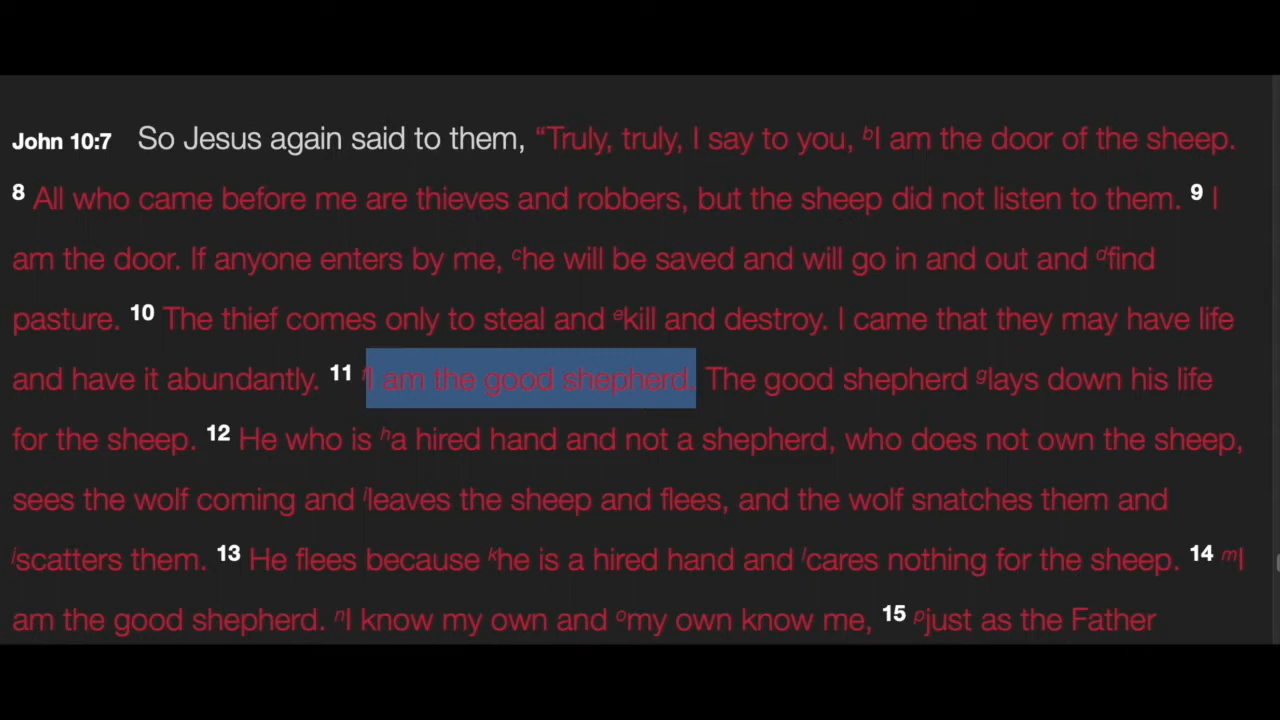 John 10:7 So Jesus again said to them, “Truly, truly, I say to you, bI am the door of the sheep.
8 All who came before me are thieves and robbers, but the sheep did not listen to them. 9 I
am the door. If anyone enters by me, che will be saved and will go in and out and dfind
pasture. 10 The thief comes only to steal and ekill and destroy. I came that they may have life
and have it abundantly. 11 fI am the good shepherd. The good shepherd glays down his life
for the sheep. 12 He who is ha hired hand and not a shepherd, who does not own the sheep,
sees the wolf coming and ileaves the sheep and flees, and the wolf snatches them and
jscatters them. 13 He flees because khe is a hired hand and lcares nothing for the sheep. 14 mI
am the good shepherd. nI know my own and omy own know me, 15 pjust as the Father